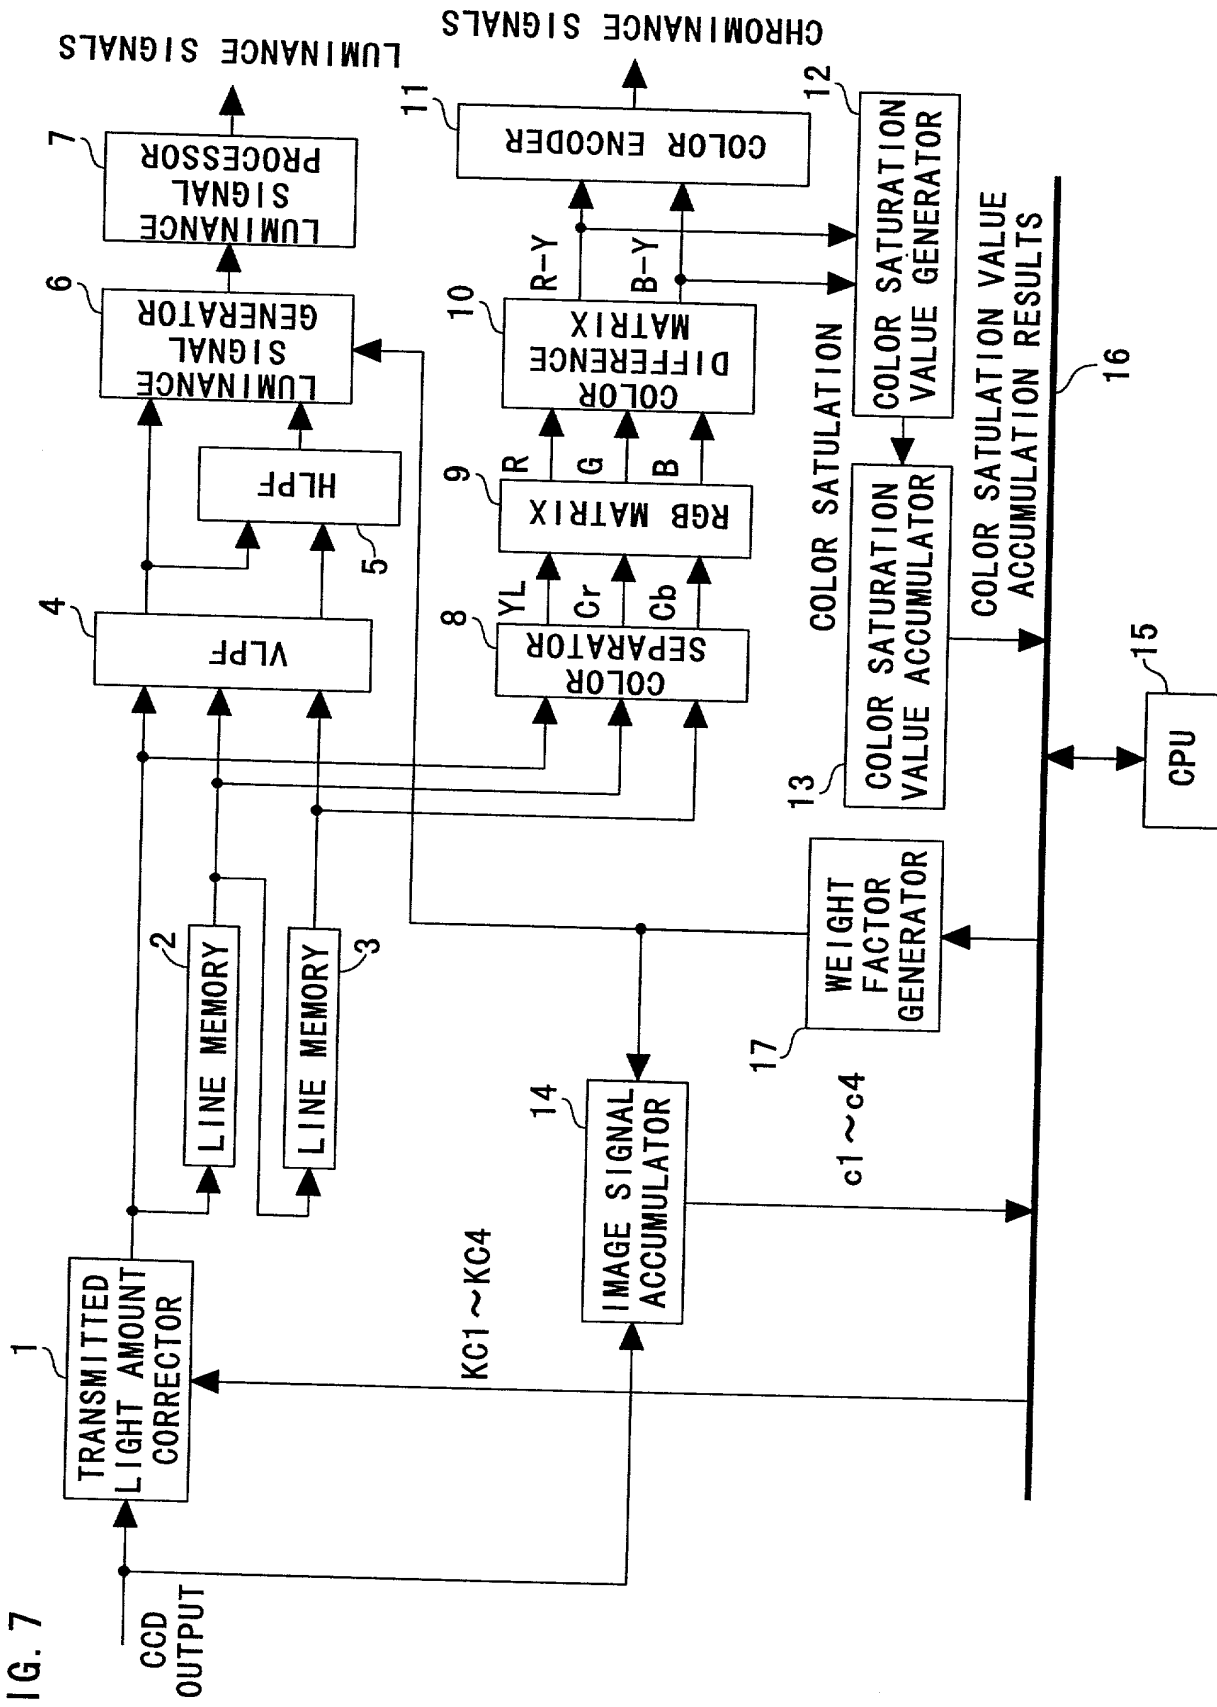 IG. 7
CCD
OUTPUT
1
TRANSMITTED
LIGHT AMOUNT
CORRECTOR
2
LINE MEMORY
3
LINE MEMORY
4
VLPF
5
HLPF
6
LUMINANCE
SIGNAL
GENERATOR
7
LUMINANCE
SIGNAL
PROCESSOR
LUMINANCE SIGNALS
8
COLOR
SEPARATOR
YL
Cr
Cb
9
RGB MATRIX
R
G
B
10
COLOR
DIFFERENCE
MATRIX
R-Y
B-Y
11
COLOR ENCODER
CHROMINANCE SIGNALS
12
COLOR SATURATION
VALUE GENERATOR
COLOR SATULATION
13
COLOR SATURATION
VALUE ACCUMULATOR
COLOR SATULATION VALUE
ACCUMULATION RESULTS
14
IMAGE SIGNAL
ACCUMULATOR
KC1~KC4
c1~c4
17
WEIGHT
FACTOR
GENERATOR
15
CPU
16